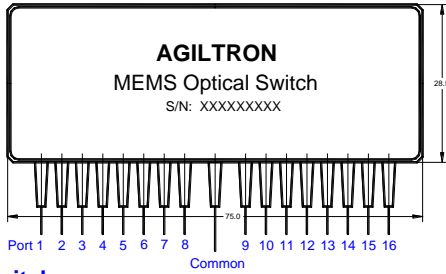 AGILTRON
MEMS Optical Switch
S/N: XXXXXXXXX
28.
75.0
Port 1 2 3 4 5 6 7 8 9 10 11 12 13 14 15 16
Common